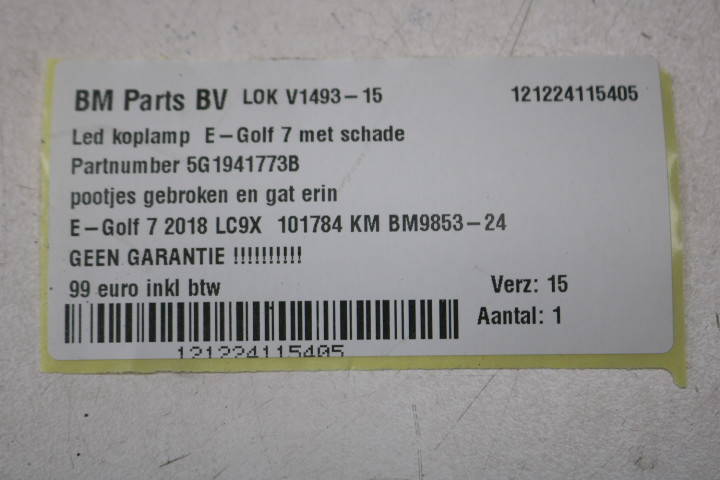 BM Parts BV LOK V1493-15 121224115405
Led koplamp E-Golf 7 met schade
Partnumber 5G1941773B
pootjes gebroken en gat erin
E-Golf 7 2018 LC9X 101784 KM BM9853-24
GEEN GARANTIE !!!!!!!!!!
99 euro inkl btw Verz: 15
Aantal: 1
121224115405